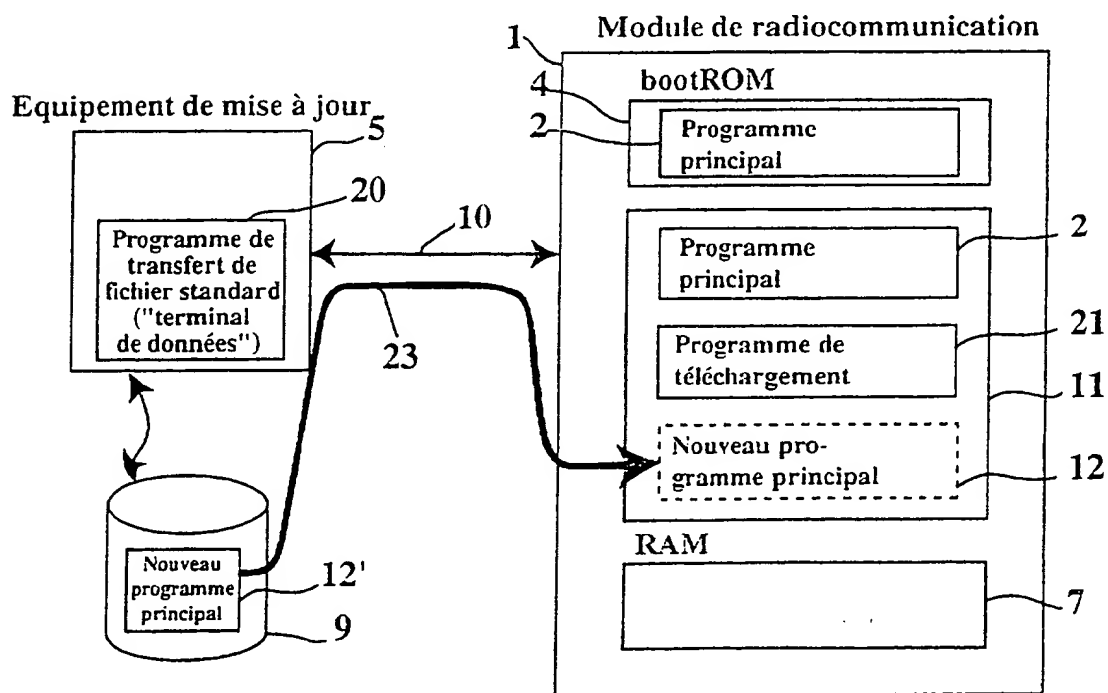 Module de radiocommunication
1
bootROM
4
Equipement de mise à jour
5
2
Programme
principal
20
10
Programme de
transfert de
fichier standard
("terminal
de données")
2
Programme
principal
23
21
Programme de
téléchargement
11
Nouveau pro-
gramme principal
12
RAM
Nouveau
programme
principal
12'
9
7